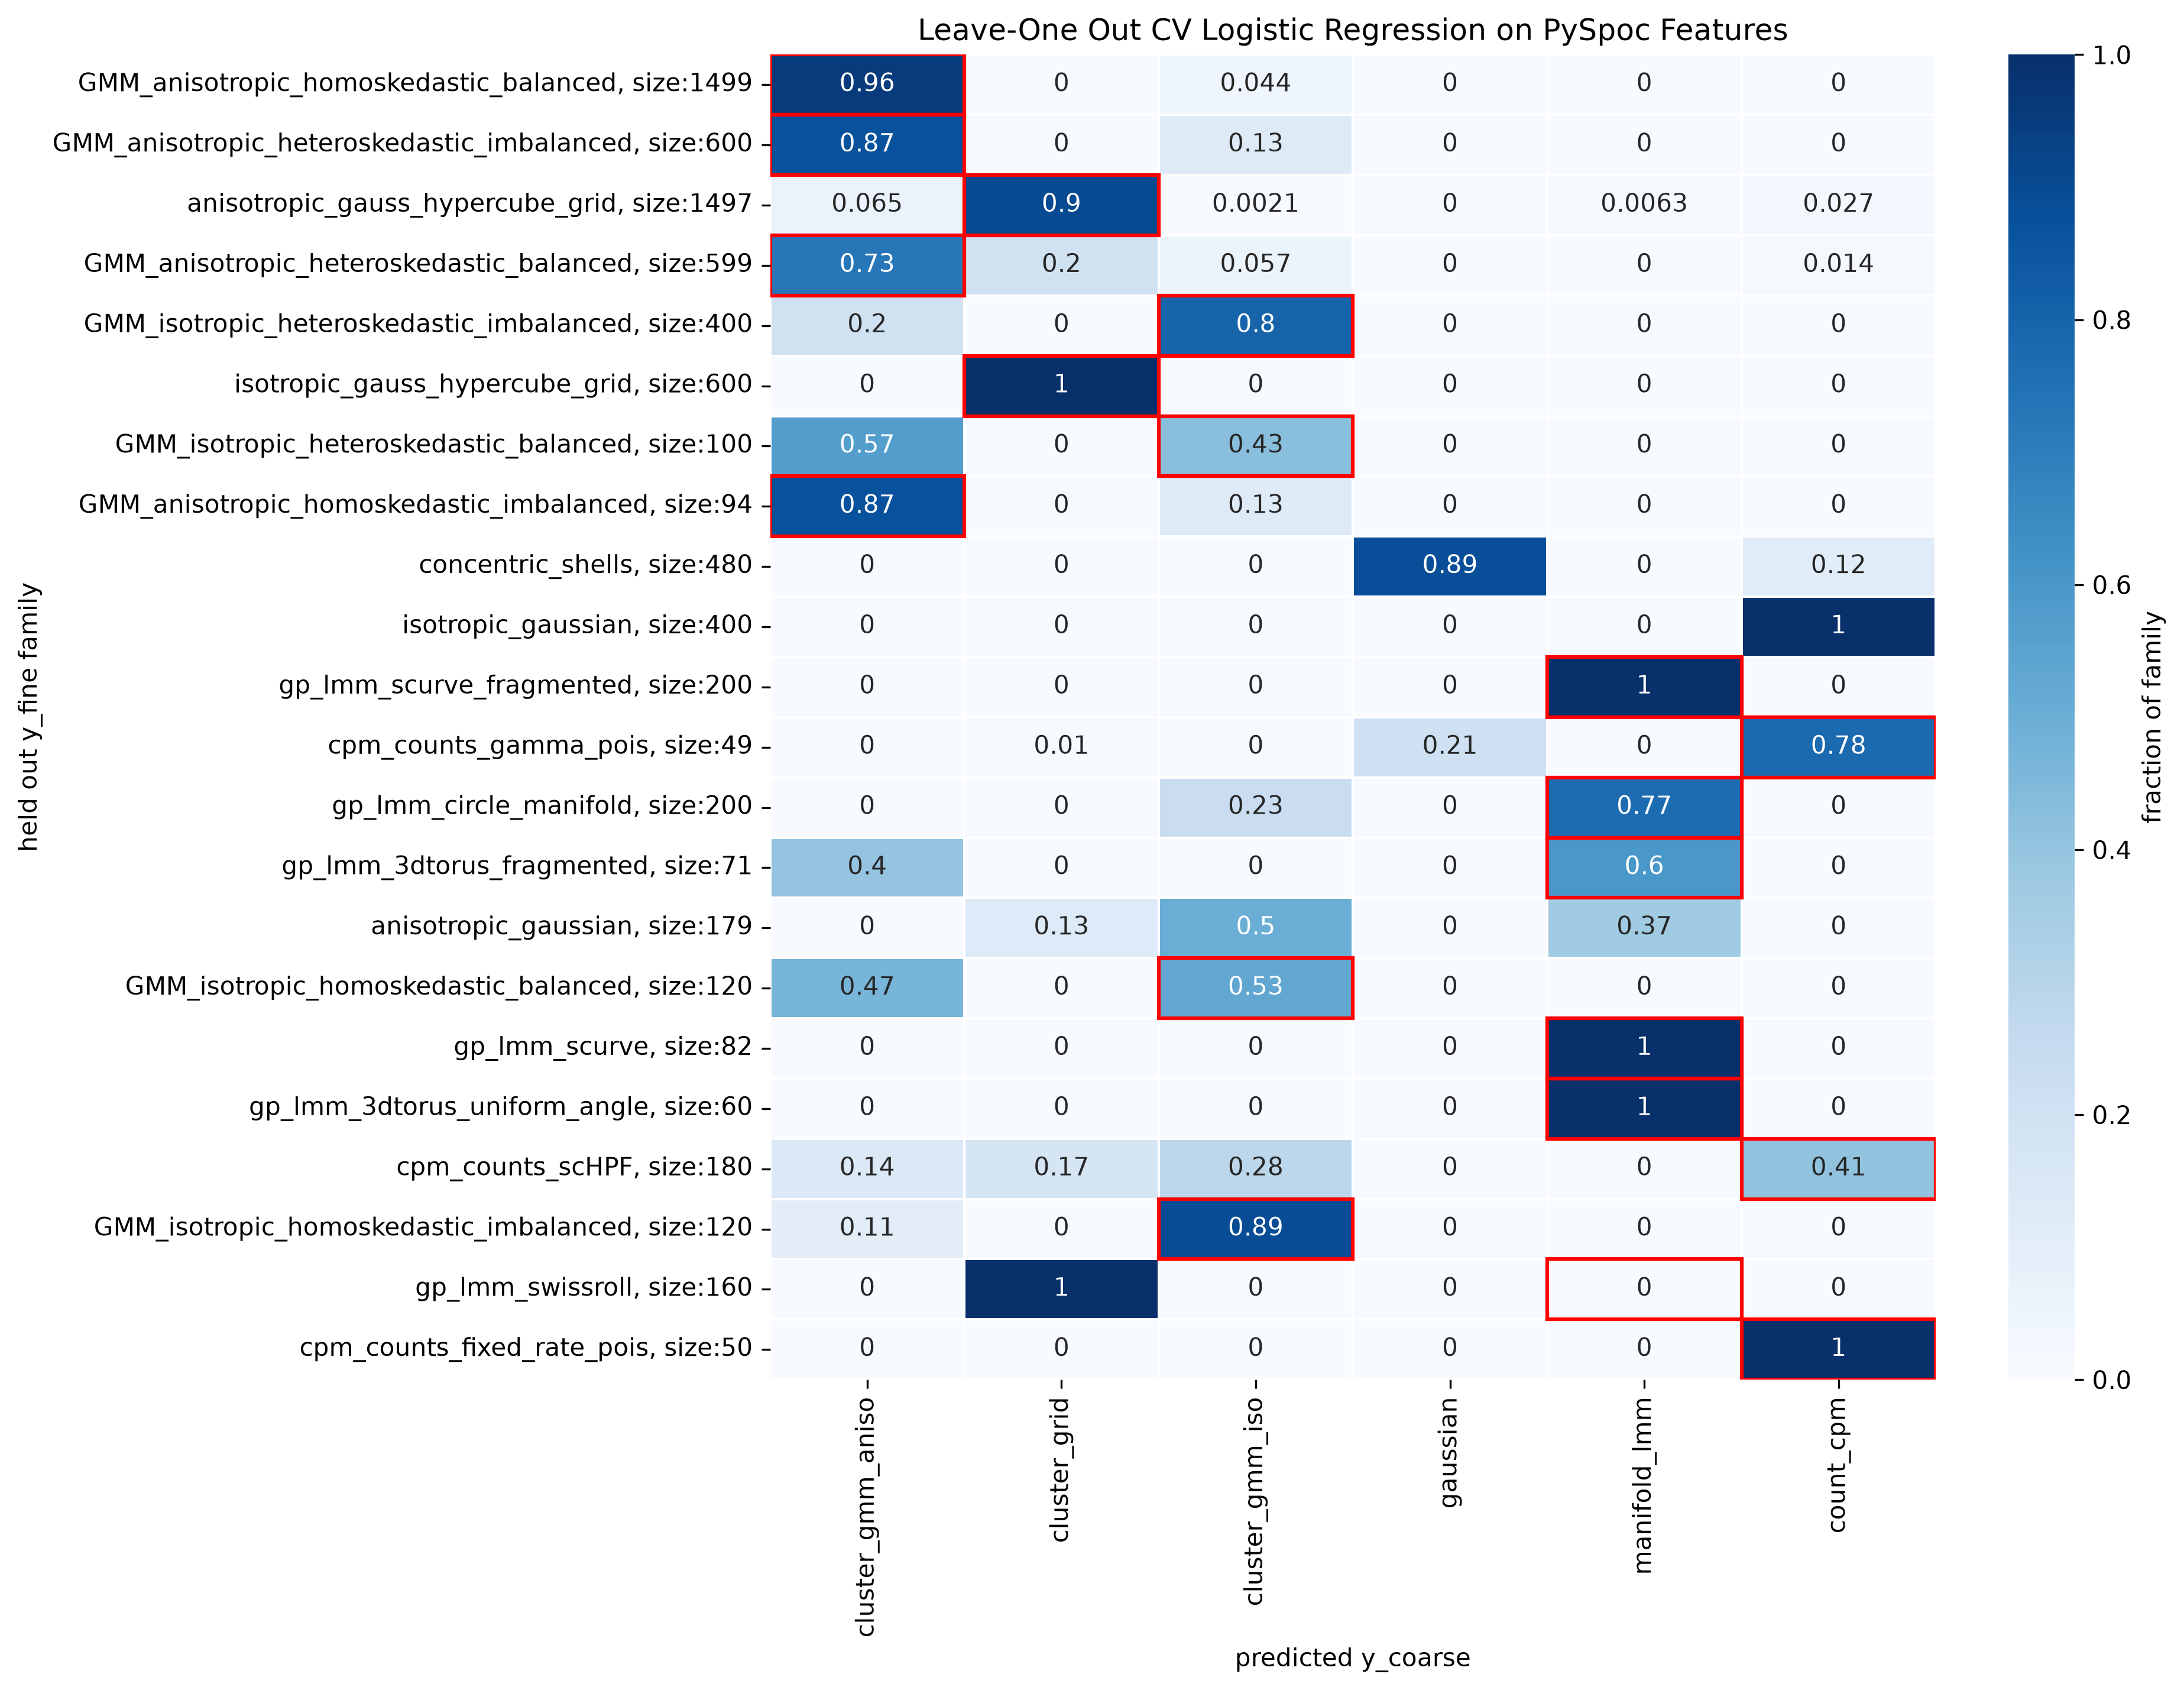 Leave-One Out CV Logistic Regression on PySpoc Features
GMM_anisotropic_homoskedastic_balanced, size:1499 0.96 0 0.044 0 0 0
GMM_anisotropic_heteroskedastic_imbalanced, size:600 0.87 0 0.13 0 0 0
anisotropic_gauss_hypercube_grid, size:1497 0.065 0.9 0.0021 0 0.0063 0.027
GMM_anisotropic_heteroskedastic_balanced, size:599 0.73 0.2 0.057 0 0 0.014
GMM_isotropic_heteroskedastic_imbalanced, size:400 0.2 0 0.8 0 0 0
isotropic_gauss_hypercube_grid, size:600 0 1 0 0 0 0
GMM_isotropic_heteroskedastic_balanced, size:100 0.57 0 0.43 0 0 0
GMM_anisotropic_homoskedastic_imbalanced, size:94 0.87 0 0.13 0 0 0
concentric_shells, size:480 0 0 0 0.89 0 0.12
isotropic_gaussian, size:400 0 0 0 0 0 1
gp_lmm_scurve_fragmented, size:200 0 0 0 0 1 0
cpm_counts_gamma_pois, size:49 0 0.01 0 0.21 0 0.78
gp_lmm_circle_manifold, size:200 0 0 0.23 0 0.77 0
gp_lmm_3dtorus_fragmented, size:71 0.4 0 0 0 0.6 0
anisotropic_gaussian, size:179 0 0.13 0.5 0 0.37 0
GMM_isotropic_homoskedastic_balanced, size:120 0.47 0 0.53 0 0 0
gp_lmm_scurve, size:82 0 0 0 0 1 0
gp_lmm_3dtorus_uniform_angle, size:60 0 0 0 0 1 0
cpm_counts_scHPF, size:180 0.14 0.17 0.28 0 0 0.41
GMM_isotropic_homoskedastic_imbalanced, size:120 0.11 0 0.89 0 0 0
gp_lmm_swissroll, size:160 0 1 0 0 0 0
cpm_counts_fixed_rate_pois, size:50 0 0 0 0 0 1
held out y_fine family
cluster_gmm_aniso
cluster_grid
cluster_gmm_iso
gaussian
manifold_lmm
count_cpm
predicted y_coarse
1.0
0.8
0.6
0.4
0.2
0.0
fraction of family